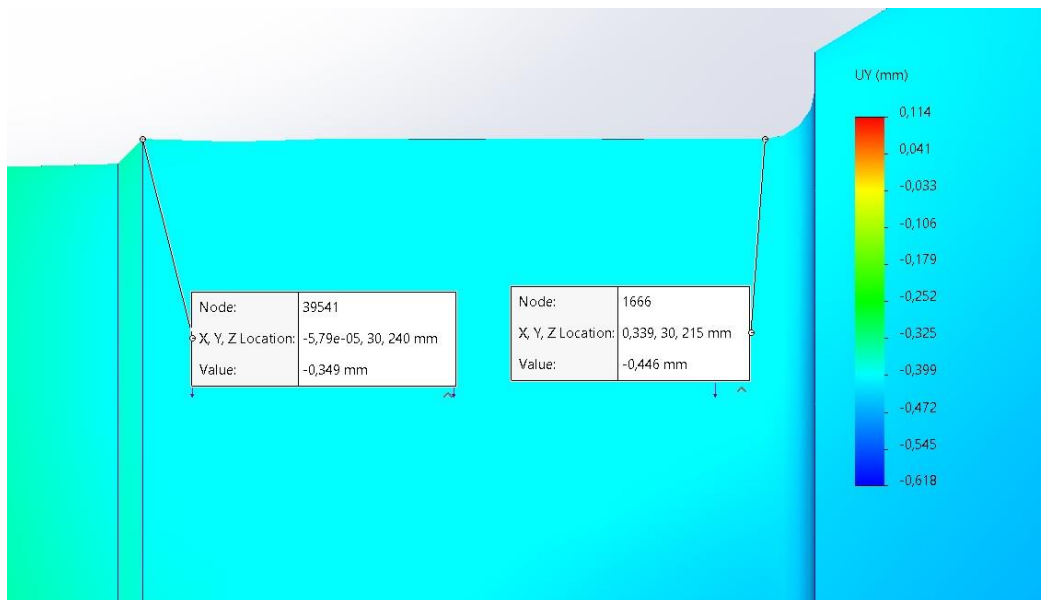 UY (mm)
0,114
0,041
-0,033
-0,106
-0,179
-0,252
-0,325
-0,399
-0,472
-0,545
-0,618
Node: 39541
X, Y, Z Location: -5,79e-05, 30, 240 mm
Value: -0,349 mm
Node: 1666
X, Y, Z Location: 0,339, 30, 215 mm
Value: -0,446 mm